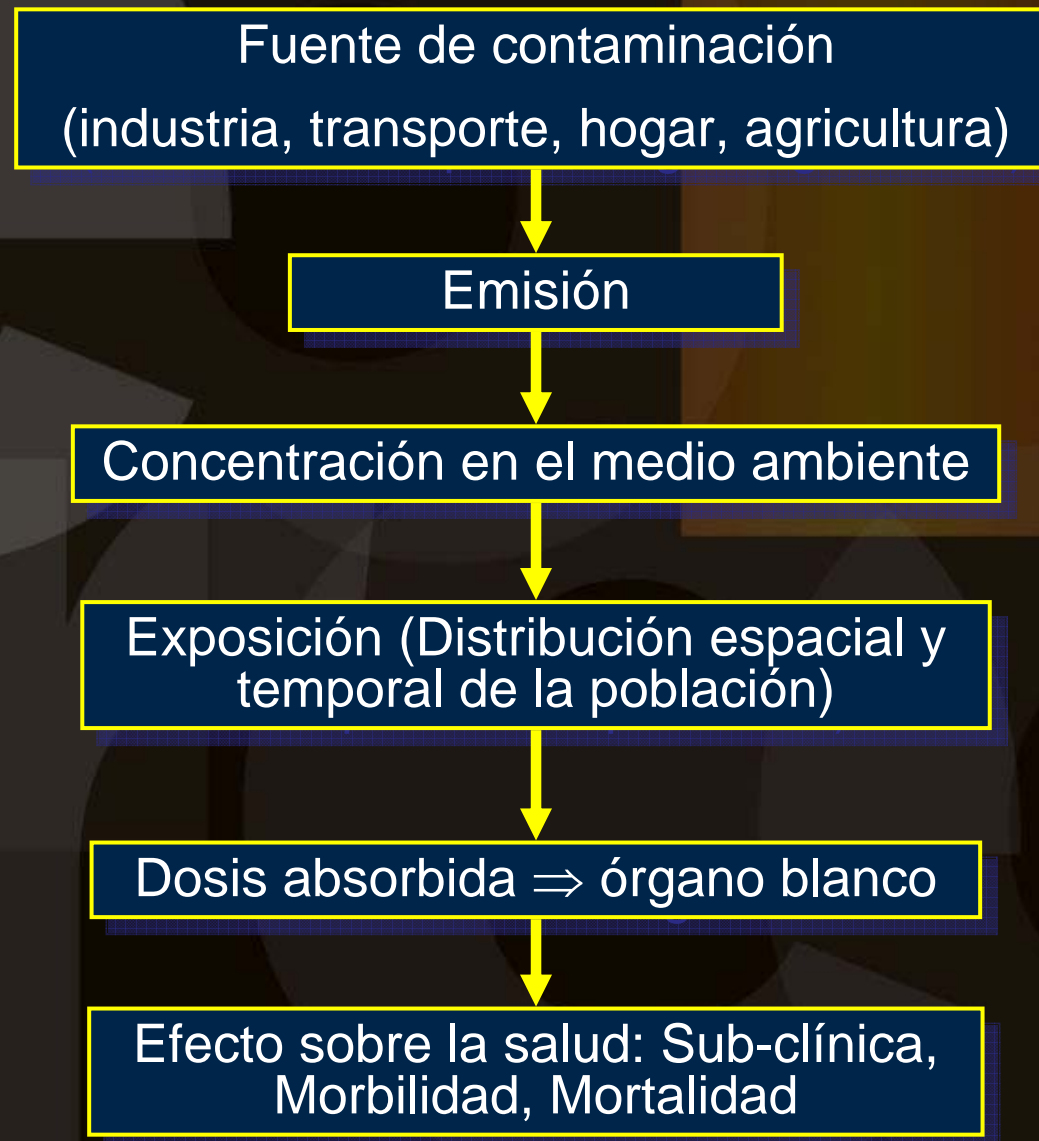 Fuente de contaminación
(industria, transporte, hogar, agricultura)
Emisión
Concentración en el medio ambiente
Exposición (Distribución espacial y
temporal de la población)
Dosis absorbida ⇒ órgano blanco
Efecto sobre la salud: Sub-clínica,
Morbilidad, Mortalidad